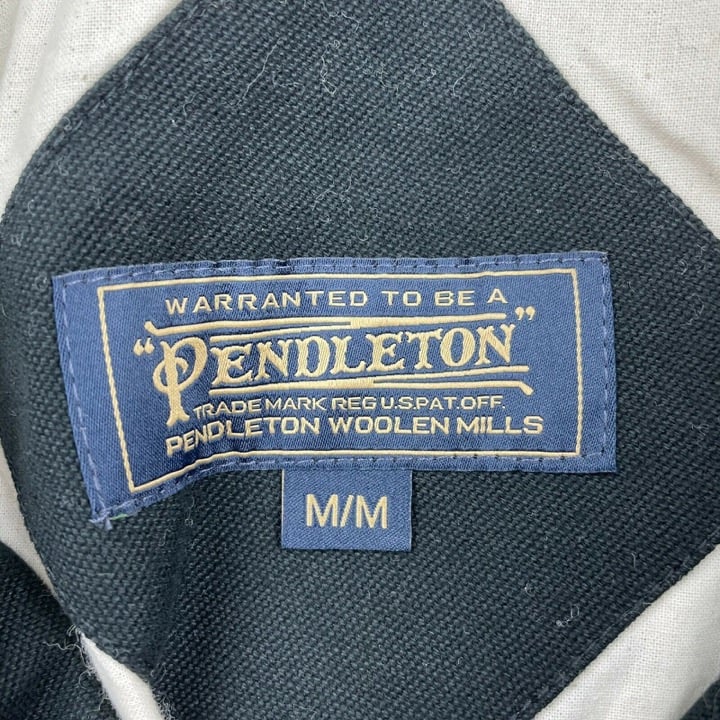 WARRANTED TO BE A
"PENDLETON"
TRADE MARK REG U.S.PAT.OFF.
PENDLETON WOOLEN MILLS
M/M